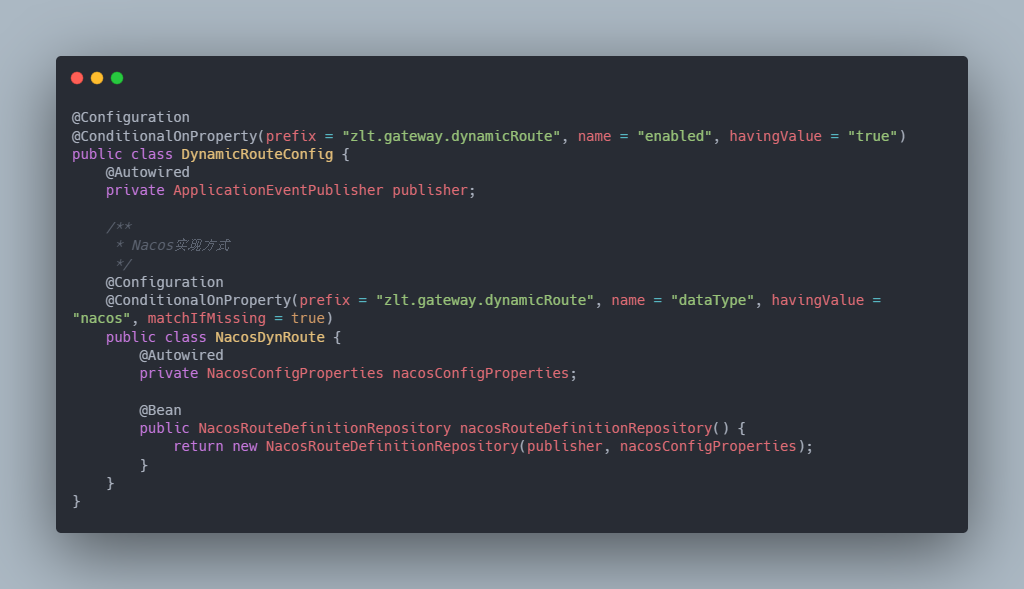 @Configuration
@ConditionalOnProperty(prefix = "zlt.gateway.dynamicRoute", name = "enabled", havingValue = "true")
public class DynamicRouteConfig {
    @Autowired
    private ApplicationEventPublisher publisher;

    /**
     * Nacos实现方式
     */
    @Configuration
    @ConditionalOnProperty(prefix = "zlt.gateway.dynamicRoute", name = "dataType", havingValue =
"nacos", matchIfMissing = true)
    public class NacosDynRoute {
        @Autowired
        private NacosConfigProperties nacosConfigProperties;

        @Bean
        public NacosRouteDefinitionRepository nacosRouteDefinitionRepository() {
            return new NacosRouteDefinitionRepository(publisher, nacosConfigProperties);
        }
    }
}